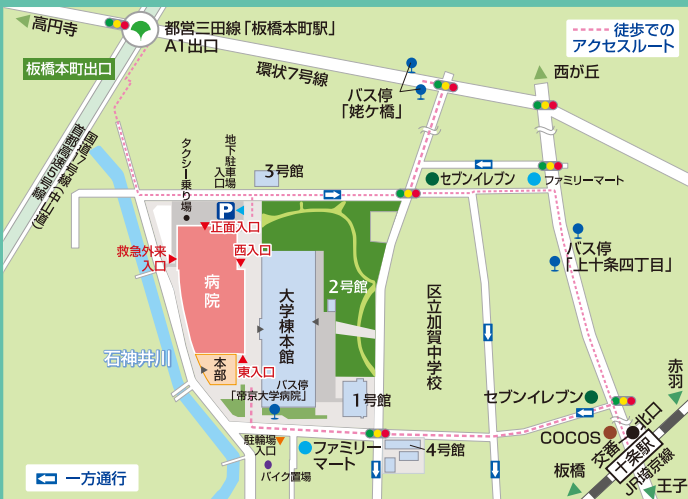 高円寺
都営三田線「板橋本町駅」
A1出口
徒歩での
アクセスルート
板橋本町出口
環状7号線
西が丘
バス停
「姥ケ橋」
国道17号線(中山道)
首都高速5号線
タクシー乗り場
地下駐車場
入口
3号館
セブンイレブン
ファミリーマート
P
正面入口
救急外来
入口
西入口
病院
2号館
バス停
「上十条四丁目」
大学棟本館
区立加賀中学校
石神井川
本部
東入口
バス停
「帝京大学病院」
1号館
セブンイレブン
赤羽
北口
COCOS
交番
十条駅
JR埼京線
駐輪場
入口
ファミリー
マート
4号館
バイク置場
板橋
王子
一方通行